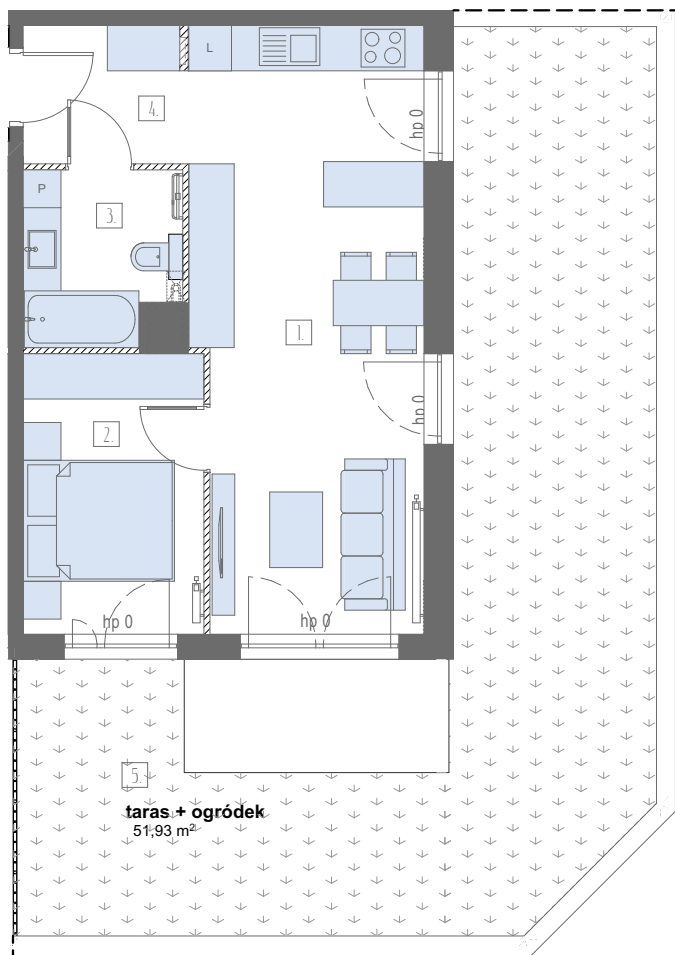 L
4.
hp 0
P
3.
1.
hp 0
2.
hp 0
hp 0
5.
taras + ogródek
51,93 m²